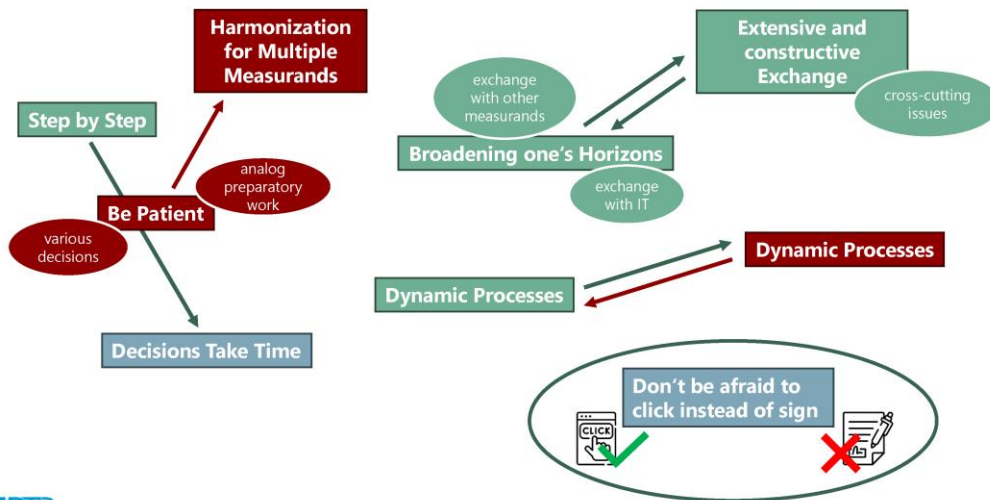 Harmonization
for Multiple
Measurands
Step by Step
analog
preparatory
work
Be Patient
various
decisions
Decisions Take Time
Extensive and
constructive
Exchange
exchange
with other
measurands
cross-cutting
issues
Broadening one's Horizons
exchange
with IT
Dynamic Processes
Dynamic Processes
Don't be afraid to
click instead of sign
CLICK